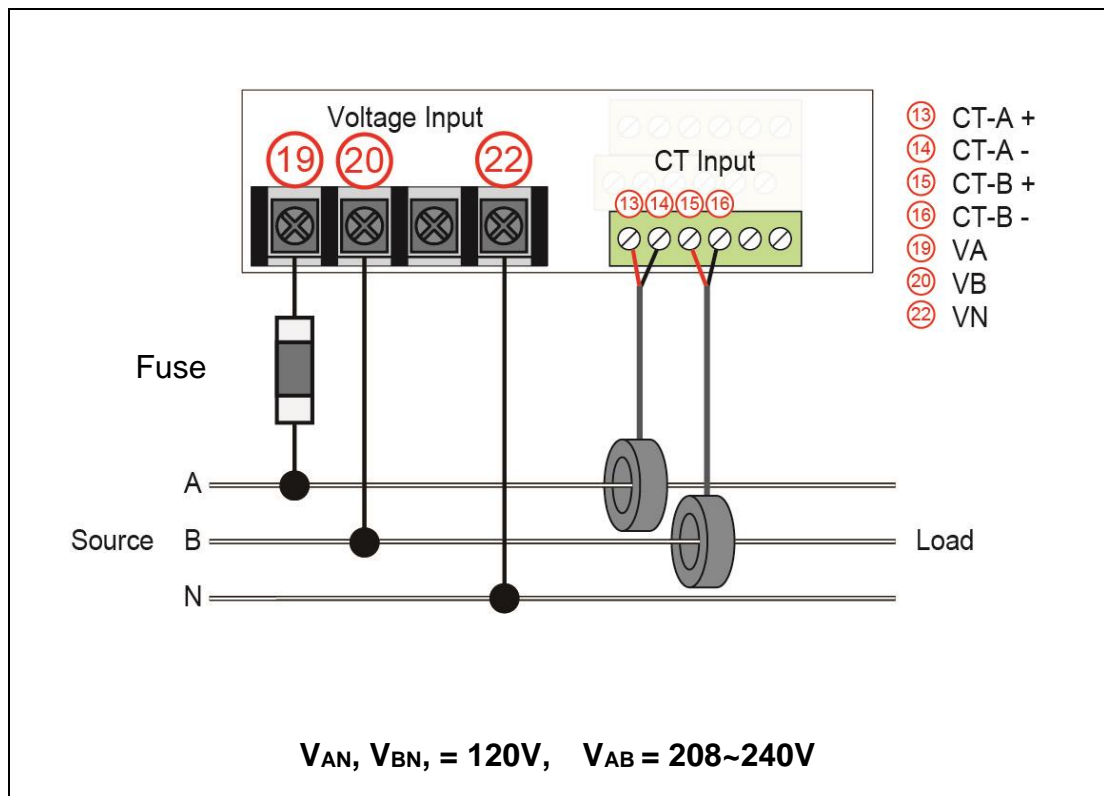 Voltage Input
19 20 22
CT Input
13 14 15 16
13 CT-A +
14 CT-A -
15 CT-B +
16 CT-B -
19 VA
20 VB
22 VN
Fuse
A
Source B Load
N
VAN, VBN, = 120V, VAB = 208~240V